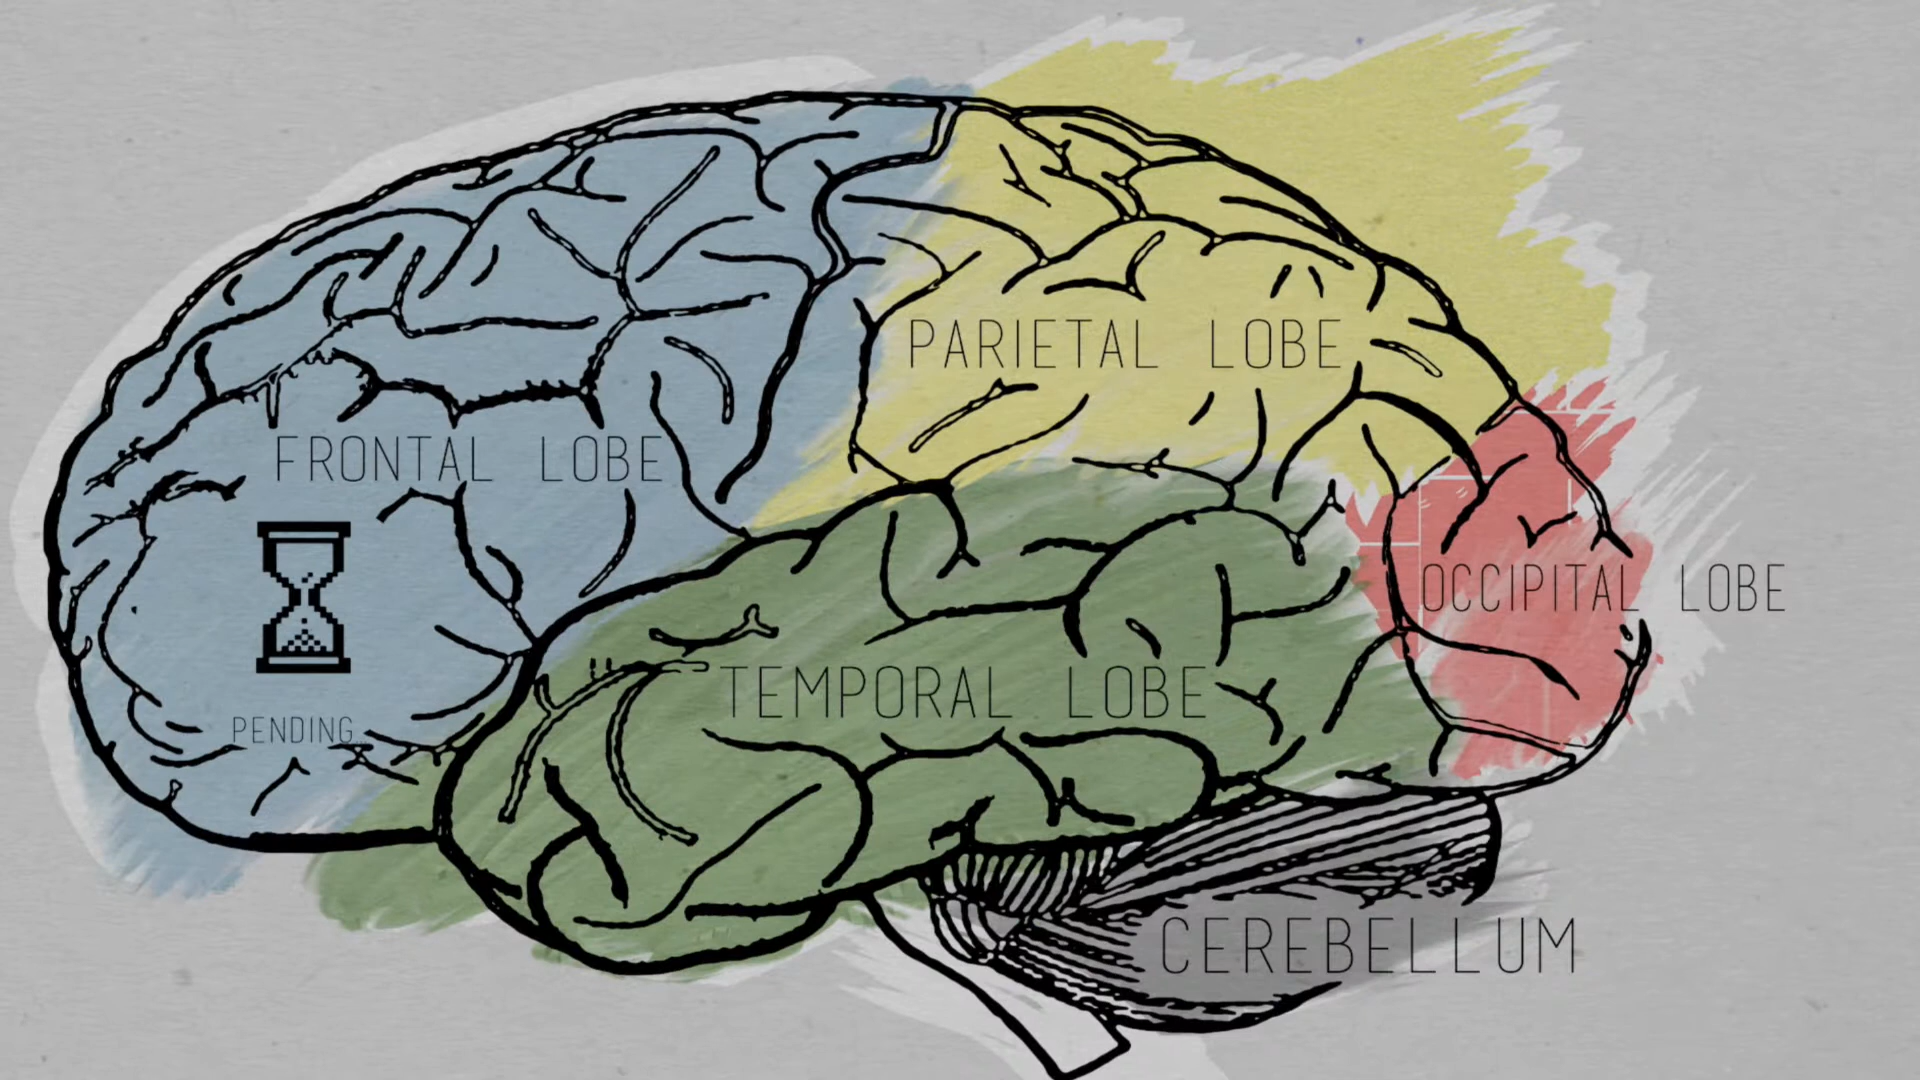 PARIETAL LOBE
FRONTAL LOBE
OCCIPITAL LOBE
TEMPORAL LOBE
PENDING..
CEREBELLUM